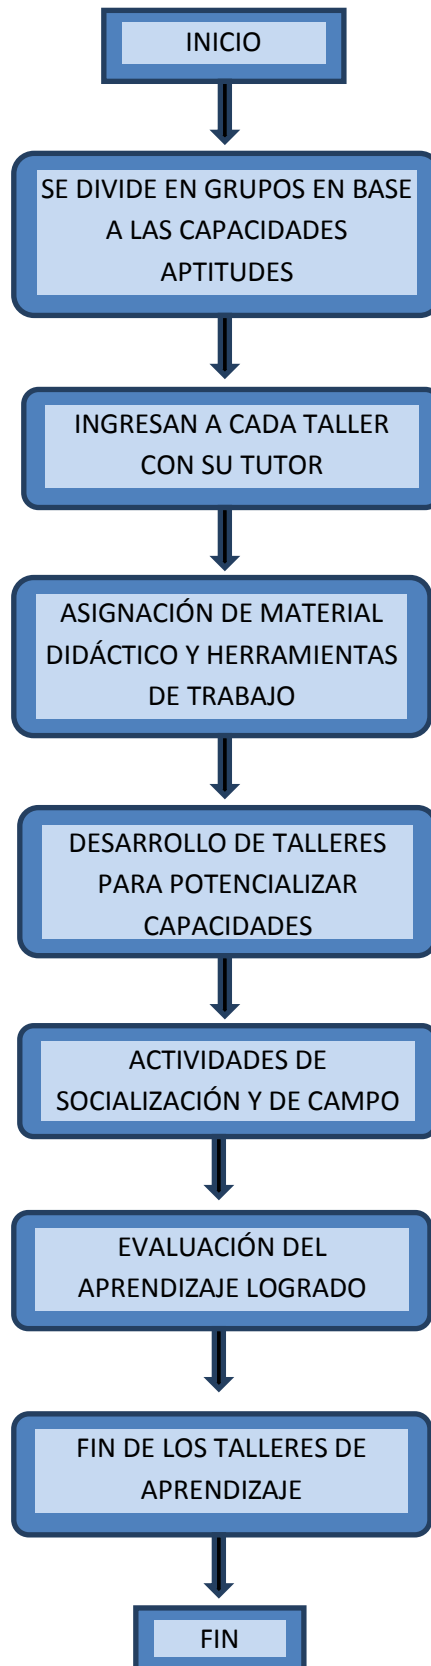 INICIO
SE DIVIDE EN GRUPOS EN BASE
A LAS CAPACIDADES
APTITUDES
INGRESAN A CADA TALLER
CON SU TUTOR
ASIGNACIÓN DE MATERIAL
DIDÁCTICO Y HERRAMIENTAS
DE TRABAJO
DESARROLLO DE TALLERES
PARA POTENCIALIZAR
CAPACIDADES
ACTIVIDADES DE
SOCIALIZACIÓN Y DE CAMPO
EVALUACIÓN DEL
APRENDIZAJE LOGRADO
FIN DE LOS TALLERES DE
APRENDIZAJE
FIN